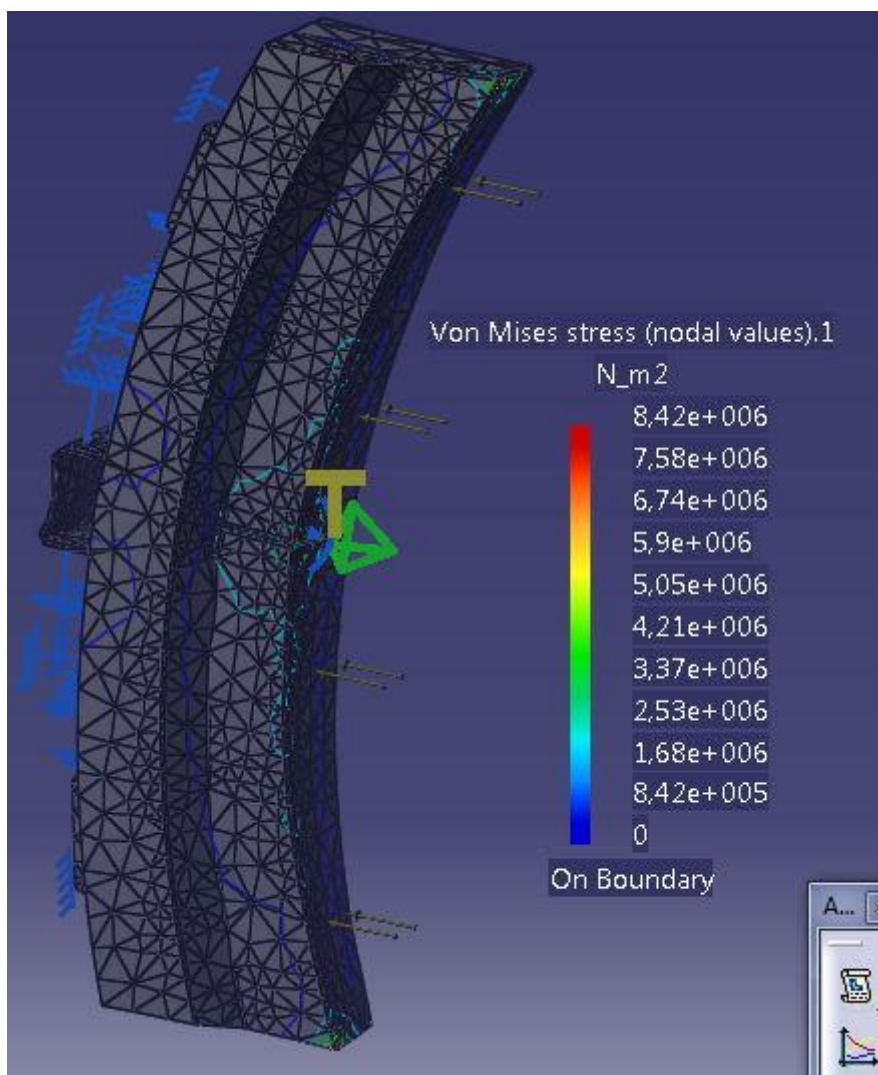 Von Mises stress (nodal values).1
N_m2
8,42e+006
7,58e+006
6,74e+006
5,9e+006
5,05e+006
4,21e+006
3,37e+006
2,53e+006
1,68e+006
8,42e+005
0
On Boundary
T
A...